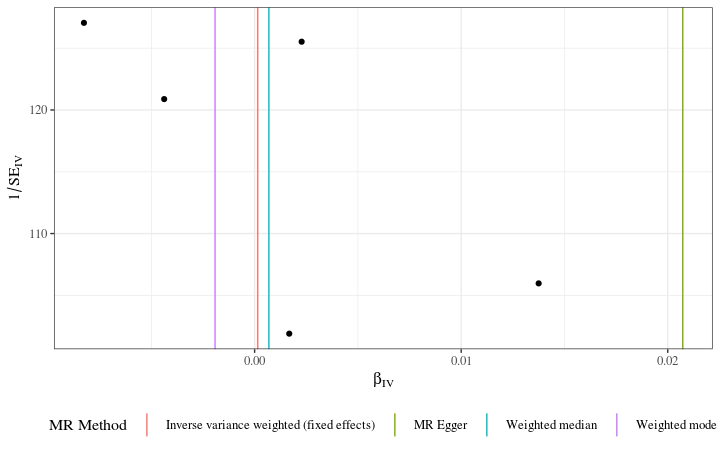 120
110
1/SE_IV
0.00
0.01
0.02
β_IV
MR Method
Inverse variance weighted (fixed effects)
MR Egger
Weighted median
Weighted mode